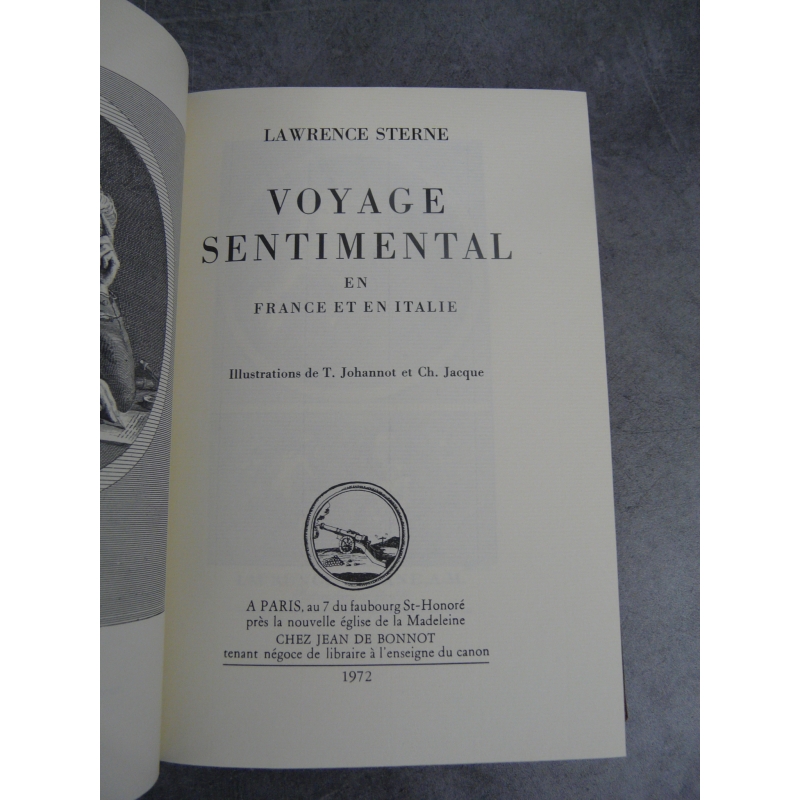 LAWRENCE STERNE
VOYAGE
SENTIMENTAL
EN
FRANCE ET EN ITALIE
Illustrations de T. Johannot et Ch. Jacque
A PARIS, au 7 du faubourg St-Honoré
près la nouvelle église de la Madeleine
CHEZ JEAN DE BONNOT
tenant négoce de libraire à l'enseigne du canon
1972